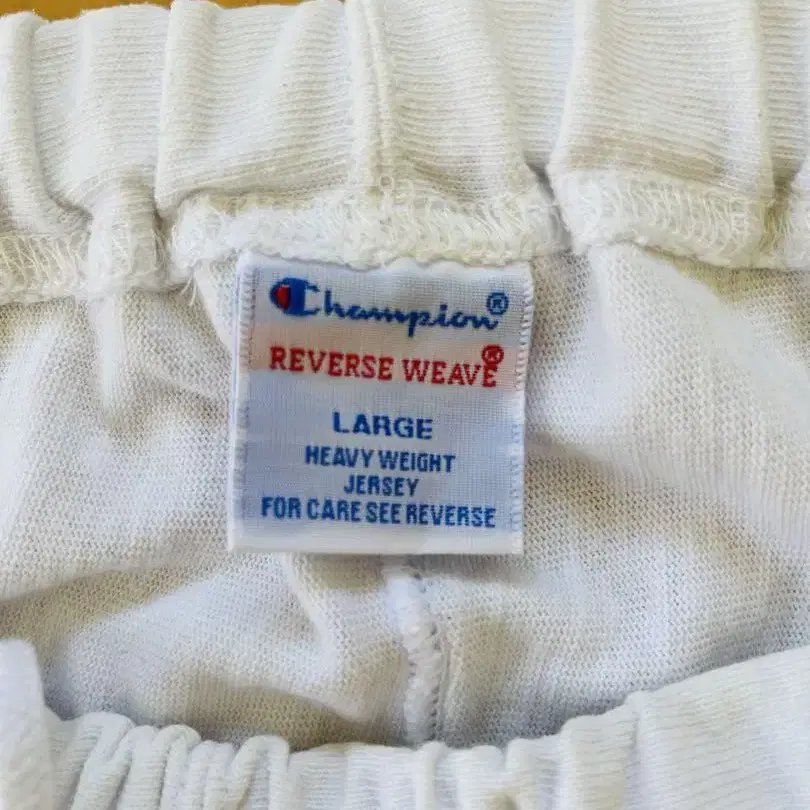 Champion®
REVERSE WEAVE®
LARGE
HEAVY WEIGHT
JERSEY
FOR CARE SEE REVERSE